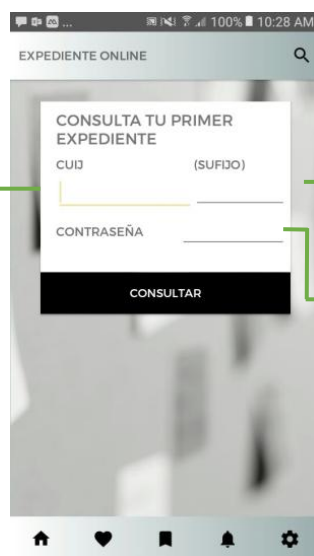 ... 100% 10:28 AM
EXPEDIENTE ONLINE
CONSULTA TU PRIMER
EXPEDIENTE
CUIJ (SUFIJO)
CONTRASEÑA
CONSULTAR